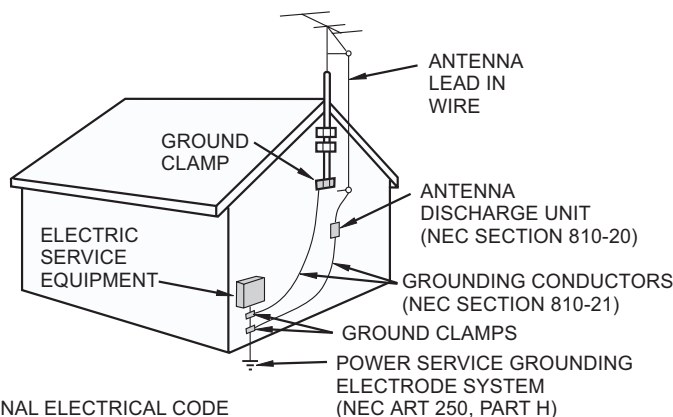 ANTENNA
LEAD IN
WIRE
GROUND
CLAMP
ANTENNA
DISCHARGE UNIT
(NEC SECTION 810-20)
ELECTRIC
SERVICE
EQUIPMENT
GROUNDING CONDUCTORS
(NEC SECTION 810-21)
GROUND CLAMPS
POWER SERVICE GROUNDING
ELECTRODE SYSTEM
(NEC ART 250, PART H)
NAL ELECTRICAL CODE